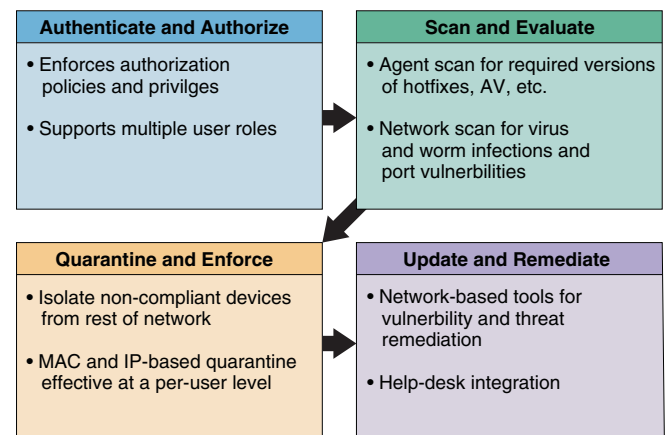 Authenticate and Authorize
• Enforces authorization
policies and privilges
• Supports multiple user roles
Scan and Evaluate
• Agent scan for required versions
of hotfixes, AV, etc.
• Network scan for virus
and worm infections and
port vulnerbilities
Quarantine and Enforce
• Isolate non-compliant devices
from rest of network
• MAC and IP-based quarantine
effective at a per-user level
Update and Remediate
• Network-based tools for
vulnerbility and threat
remediation
• Help-desk integration